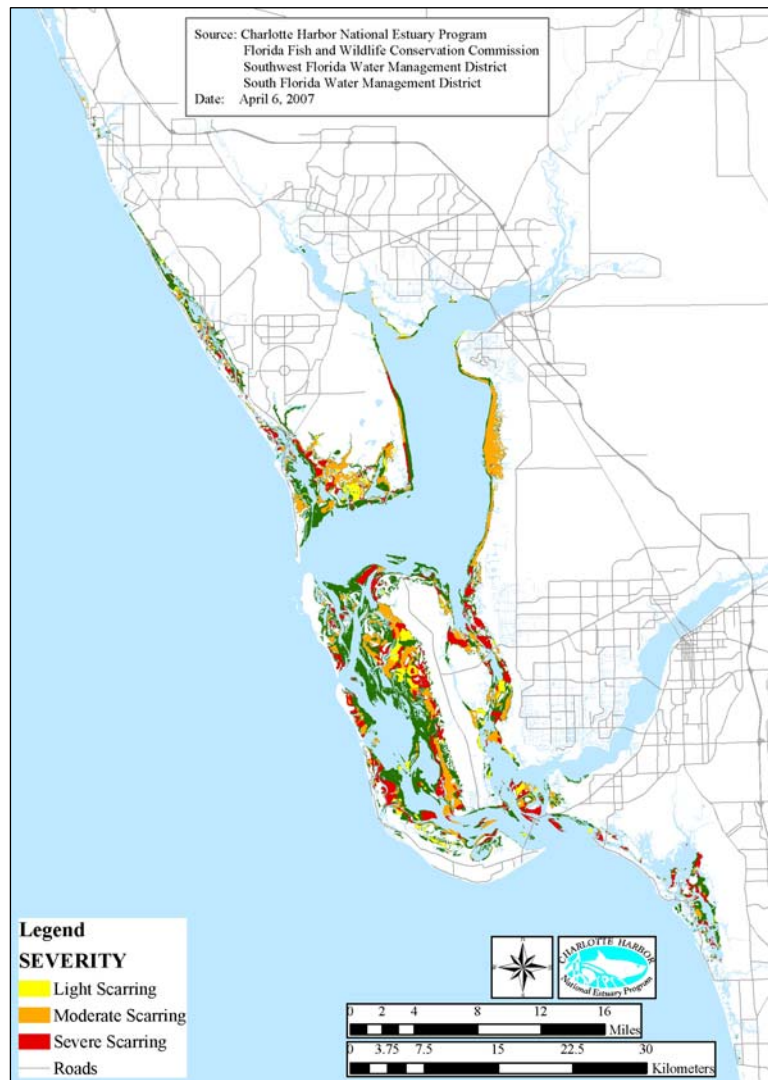 Source: Charlotte Harbor National Estuary Program
Florida Fish and Wildlife Conservation Commission
Southwest Florida Water Management District
South Florida Water Management District
Date: April 6, 2007
Legend
SEVERITY
Light Scarring
Moderate Scarring
Severe Scarring
Roads
CHARLOTTE HARBOR
National Estuary Program
0 2 4 8 12 16
Miles
0 3.75 7.5 15 22.5 30
Kilometers